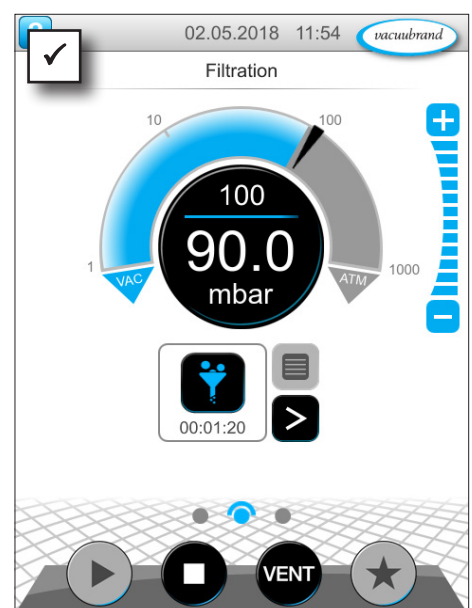 02.05.2018 11:54 vacuubrand
Filtration
10 100
100
90.0
mbar
1 1000
VAC ATM
00:01:20
VENT